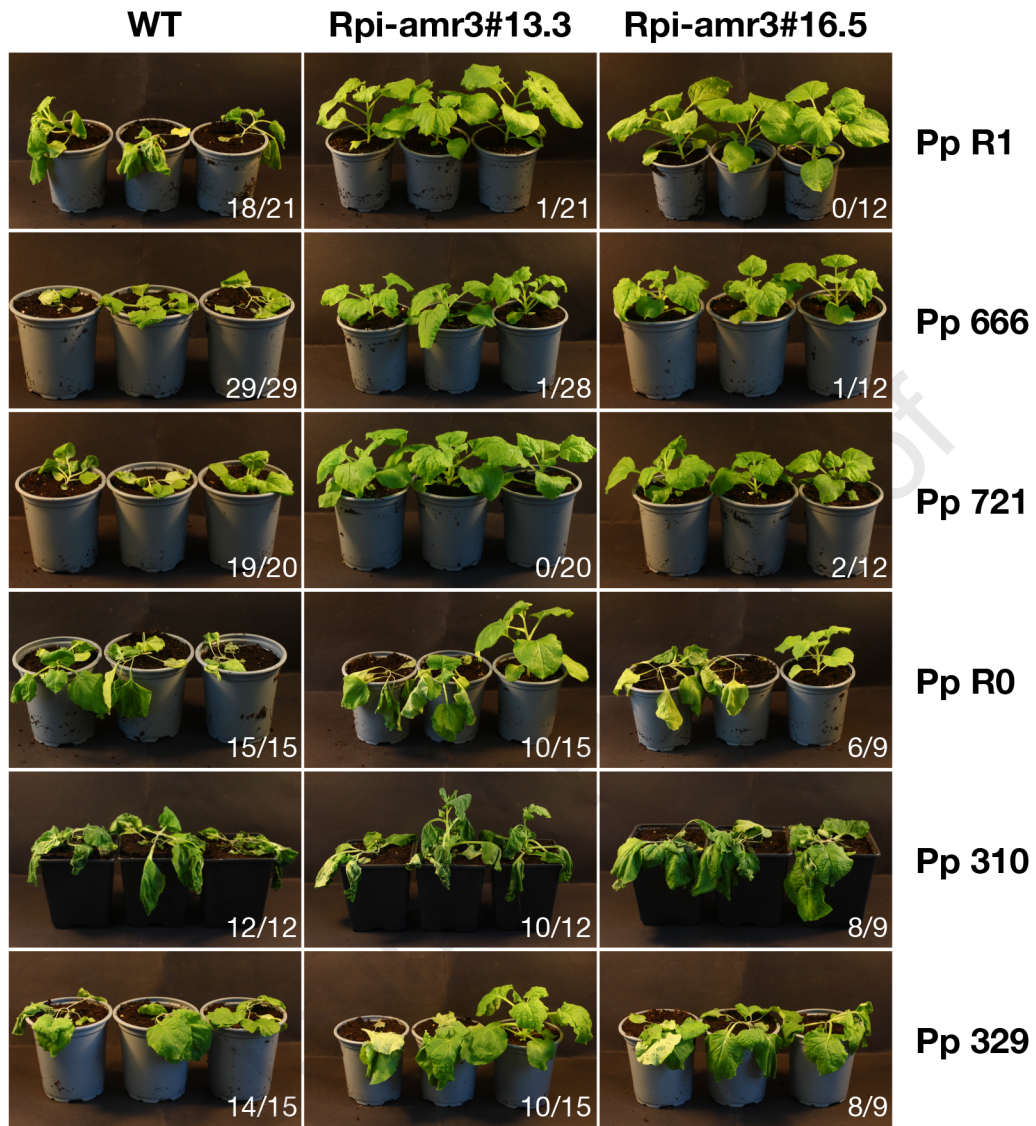 WT Rpi-amr3#13.3 Rpi-amr3#16.5
18/21 1/21 0/12 Pp R1
29/29 1/28 1/12 Pp 666
19/20 0/20 2/12 Pp 721
15/15 10/15 6/9 Pp R0
12/12 10/12 8/9 Pp 310
14/15 10/15 8/9 Pp 329